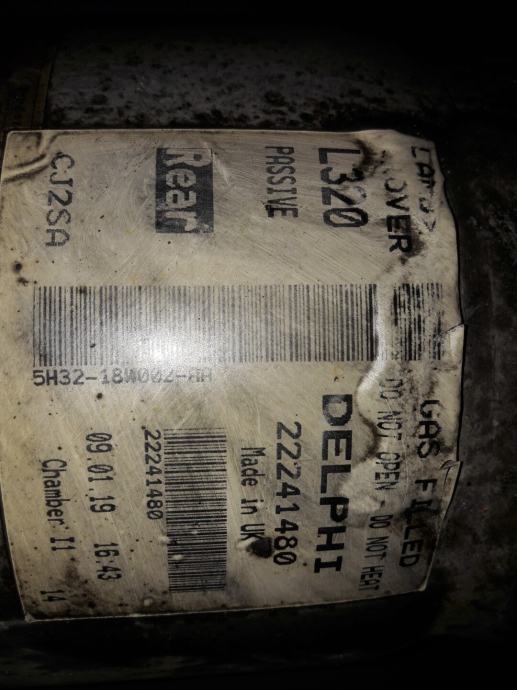 LAND
ROVER
L320
PASSIVE
Rear
CJ2SA
5H32-18W002-AA
GAS FILLED
DO NOT OPEN - DO NOT HEAT
DELPHI
22241480
Made in UK
22241480
09 01 19 16:43
Chamber II 14